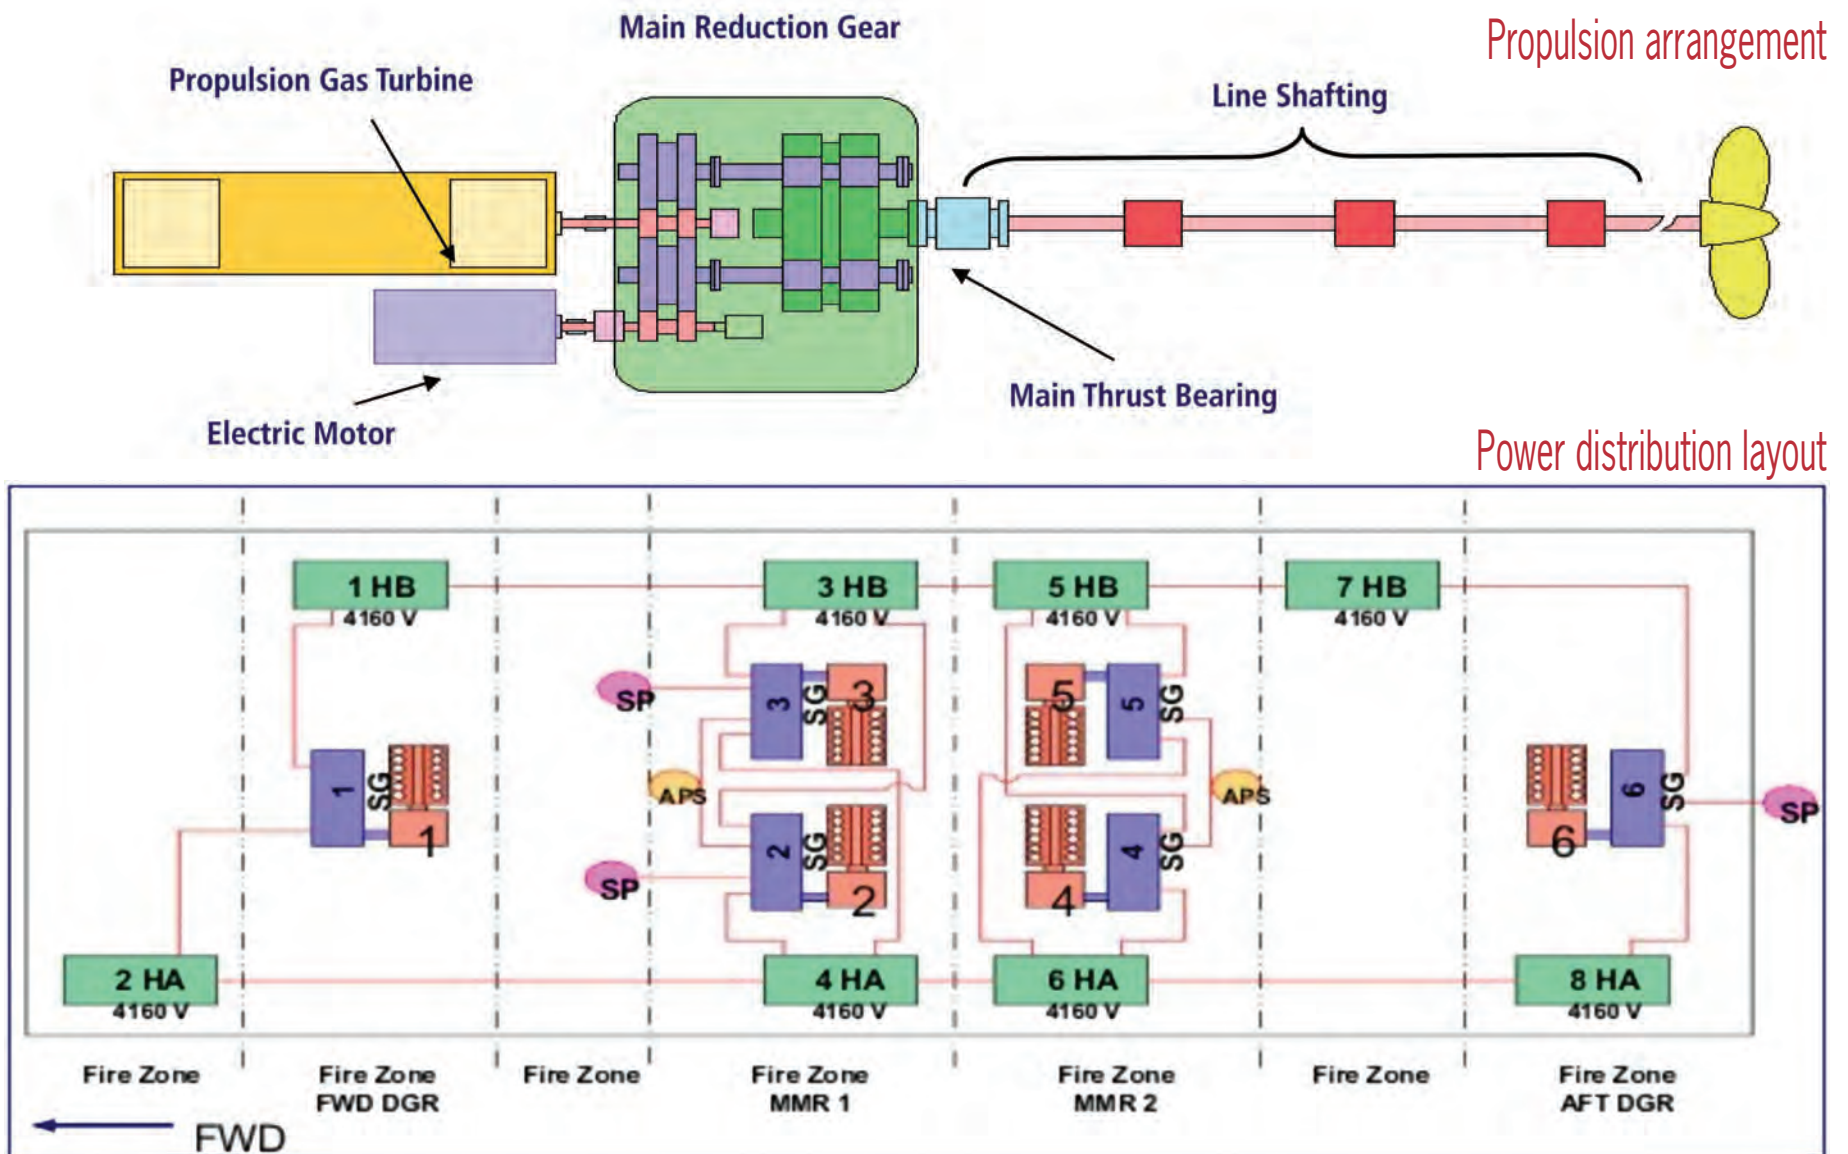 Main Reduction Gear
Propulsion arrangement
Propulsion Gas Turbine
Line Shafting
Main Thrust Bearing
Electric Motor
Power distribution layout
1 HB
4160 V
3 HB
4160 V
5 HB
4160 V
7 HB
4160 V
SP
3
SG
3
5
5
SG
1
SG
1
APS
APS
6
6
SG
SP
SP
2
SG
2
4
4
SG
2 HA
4160 V
4 HA
4160 V
6 HA
4160 V
8 HA
4160 V
Fire Zone
Fire Zone
FWD DGR
Fire Zone
Fire Zone
MMR 1
Fire Zone
MMR 2
Fire Zone
Fire Zone
AFT DGR
FWD